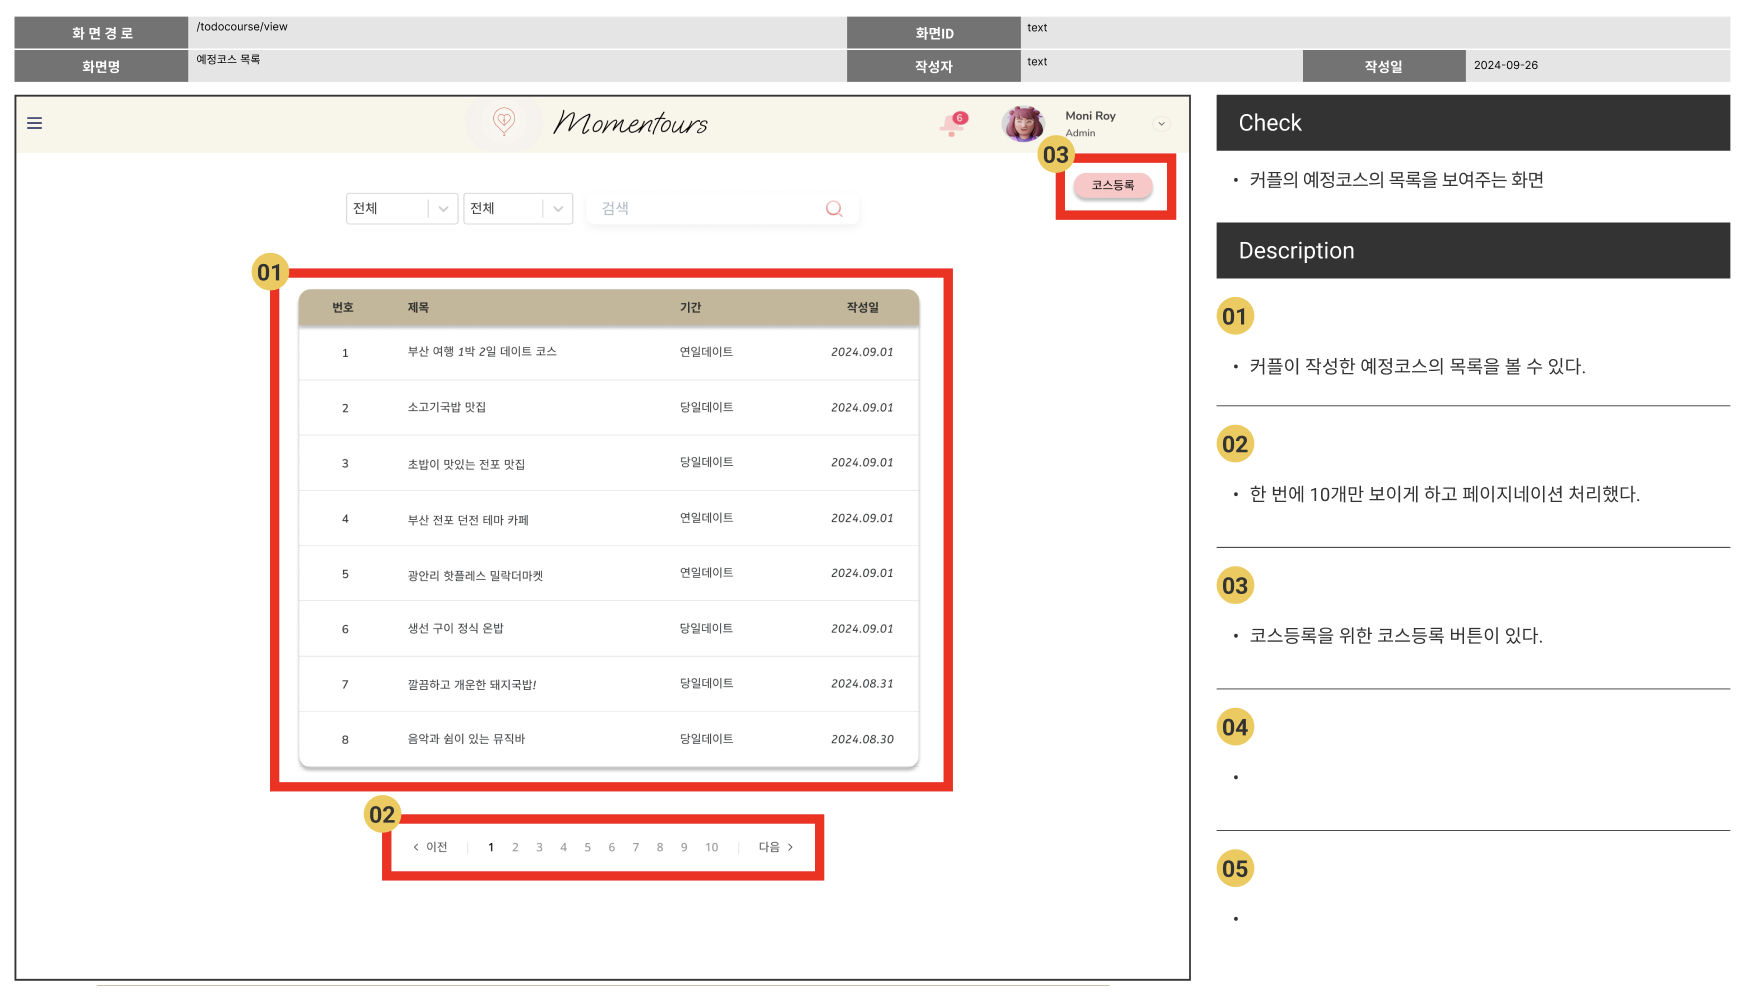 화 면 경 로 /todocourse/view 화면ID text
화면명 예정코스 목록 작성자 text 작성일 2024-09-26
Momentours
6
Moni Roy
Admin
03
코스등록
전체 전체 검색
01
번호 제목 기간 작성일
1 부산 여행 1박 2일 데이트 코스 연일데이트 2024.09.01
2 소고기국밥 맛집 당일데이트 2024.09.01
3 초밥이 맛있는 전포 맛집 당일데이트 2024.09.01
4 부산 전포 던전 테마 카페 연일데이트 2024.09.01
5 광안리 핫플레스 밀락더마켓 연일데이트 2024.09.01
6 생선 구이 정식 온밥 당일데이트 2024.09.01
7 깔끔하고 개운한 돼지국밥! 당일데이트 2024.08.31
8 음악과 쉼이 있는 뮤직바 당일데이트 2024.08.30
02
< 이전 | 1 2 3 4 5 6 7 8 9 10 | 다음 >
Check
• 커플의 예정코스의 목록을 보여주는 화면
Description
01
• 커플이 작성한 예정코스의 목록을 볼 수 있다.
02
• 한 번에 10개만 보이게 하고 페이지네이션 처리했다.
03
• 코스등록을 위한 코스등록 버튼이 있다.
04
•
05
•